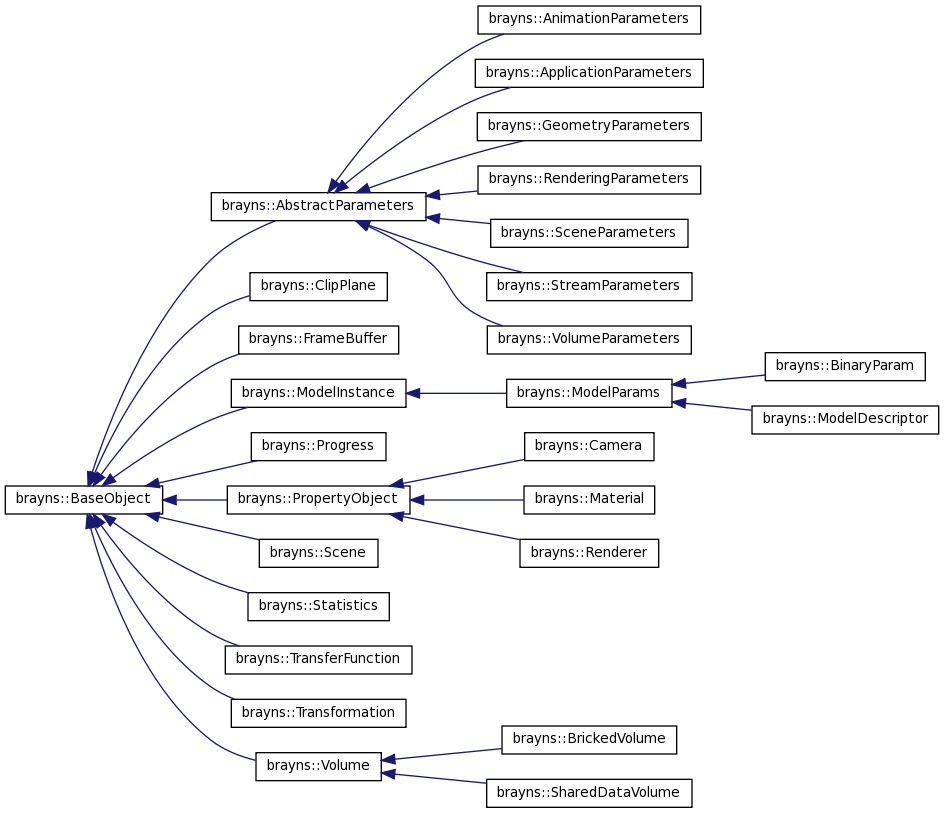 brayns::AnimationParameters
brayns::ApplicationParameters
brayns::GeometryParameters
brayns::RenderingParameters
brayns::AbstractParameters
brayns::SceneParameters
brayns::ClipPlane
brayns::StreamParameters
brayns::FrameBuffer
brayns::VolumeParameters
brayns::BinaryParam
brayns::ModelInstance
brayns::ModelParams
brayns::ModelDescriptor
brayns::Progress
brayns::Camera
brayns::BaseObject
brayns::PropertyObject
brayns::Material
brayns::Scene
brayns::Renderer
brayns::Statistics
brayns::TransferFunction
brayns::Transformation
brayns::BrickedVolume
brayns::Volume
brayns::SharedDataVolume